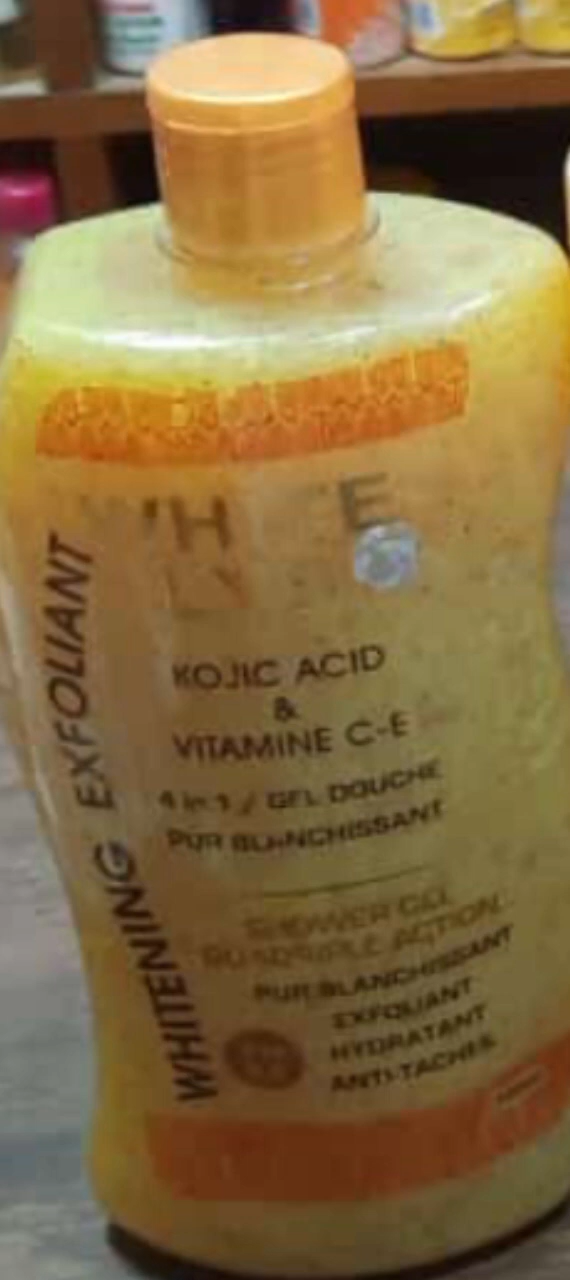 WHITENING EXFOLIANT
KOJIC ACID
&
VITAMINE C-E
4 in 1 / GEL DOUCHE
PUR BLANCHISSANT
SHOWER GEL
QUADRIPLE ACTION
PUR BLANCHISSANT
EXFOLIANT
HYDRATANT
ANTI-TACHES